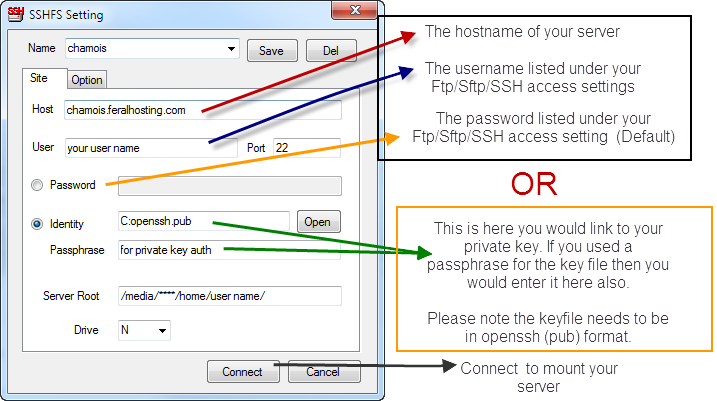 SSH SSHFS Setting
Name chamois Save Del
Site Option
Host chamois.feralhosting.com
User your user name Port 22
Password
Identity C:openssh.pub Open
Passphrase for private key auth
Server Root /media/****/home/user name/
Drive N
Connect Cancel
The hostname of your server
The username listed under your
Ftp/Sftp/SSH access settings
The password listed under your
Ftp/Sftp/SSH access setting (Default)
OR
This is here you would link to your
private key. If you used a
passphrase for the key file then you
would enter it here also.
Please note the keyfile needs to be
in openssh (pub) format.
Connect to mount your
server